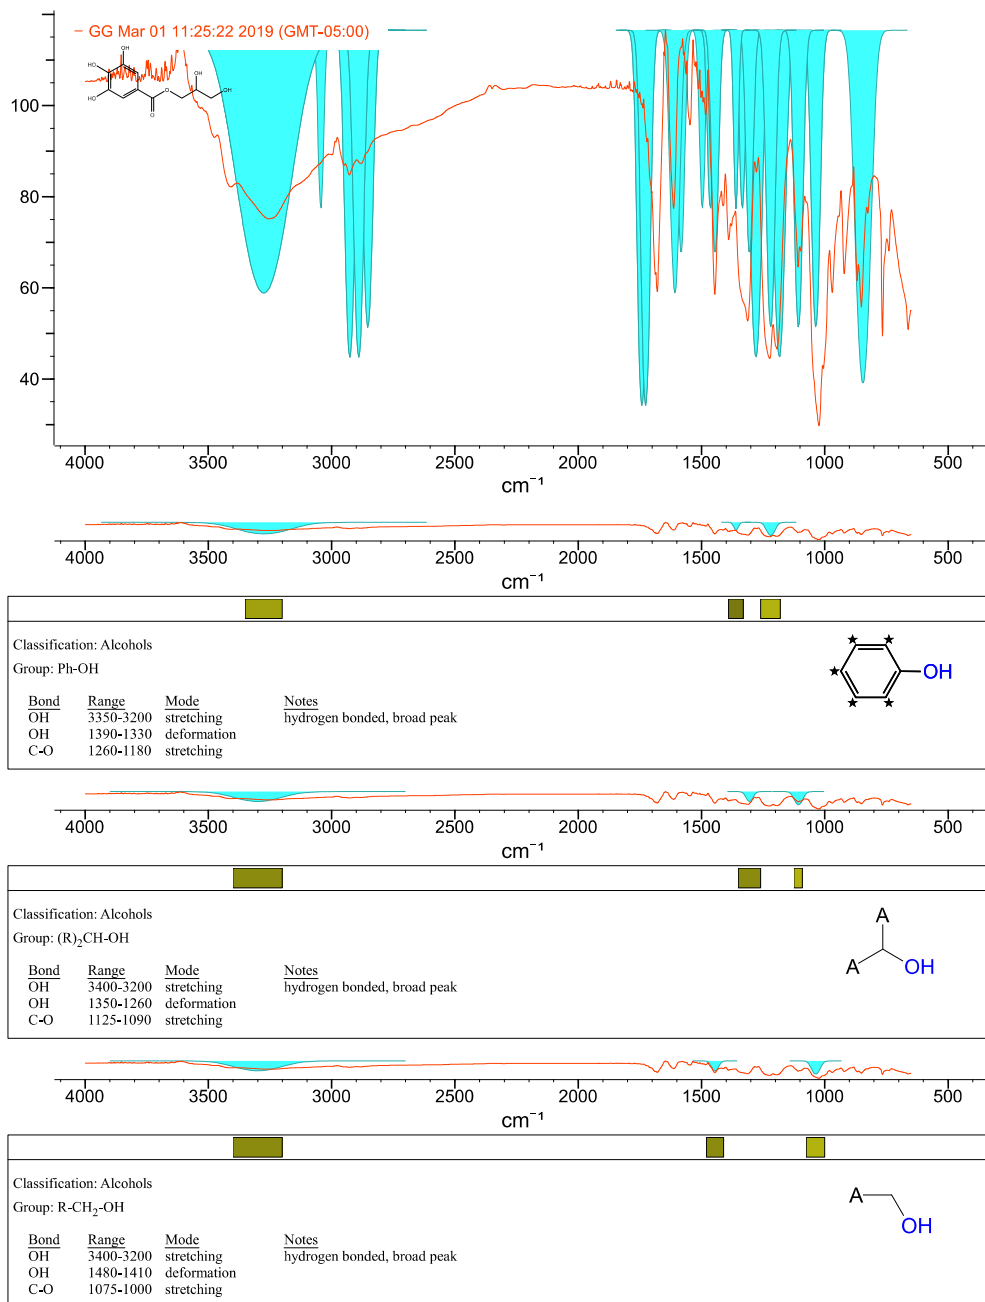 GG Mar 01 11:25:22 2019 (GMT-05:00)
OH
HO
HO
O
O
OH
OH
100
80
60
40
4000 3500 3000 2500 2000 1500 1000 500
cm⁻¹
4000 3500 3000 2500 2000 1500 1000 500
cm⁻¹
Classification: Alcohols
Group: Ph-OH
OH
Bond Range Mode Notes
OH 3350-3200 stretching hydrogen bonded, broad peak
OH 1390-1330 deformation
C-O 1260-1180 stretching
4000 3500 3000 2500 2000 1500 1000 500
cm⁻¹
Classification: Alcohols
Group: (R)₂CH-OH
A
A
OH
Bond Range Mode Notes
OH 3400-3200 stretching hydrogen bonded, broad peak
OH 1350-1260 deformation
C-O 1125-1090 stretching
4000 3500 3000 2500 2000 1500 1000 500
cm⁻¹
Classification: Alcohols
Group: R-CH₂-OH
A
OH
Bond Range Mode Notes
OH 3400-3200 stretching hydrogen bonded, broad peak
OH 1480-1410 deformation
C-O 1075-1000 stretching